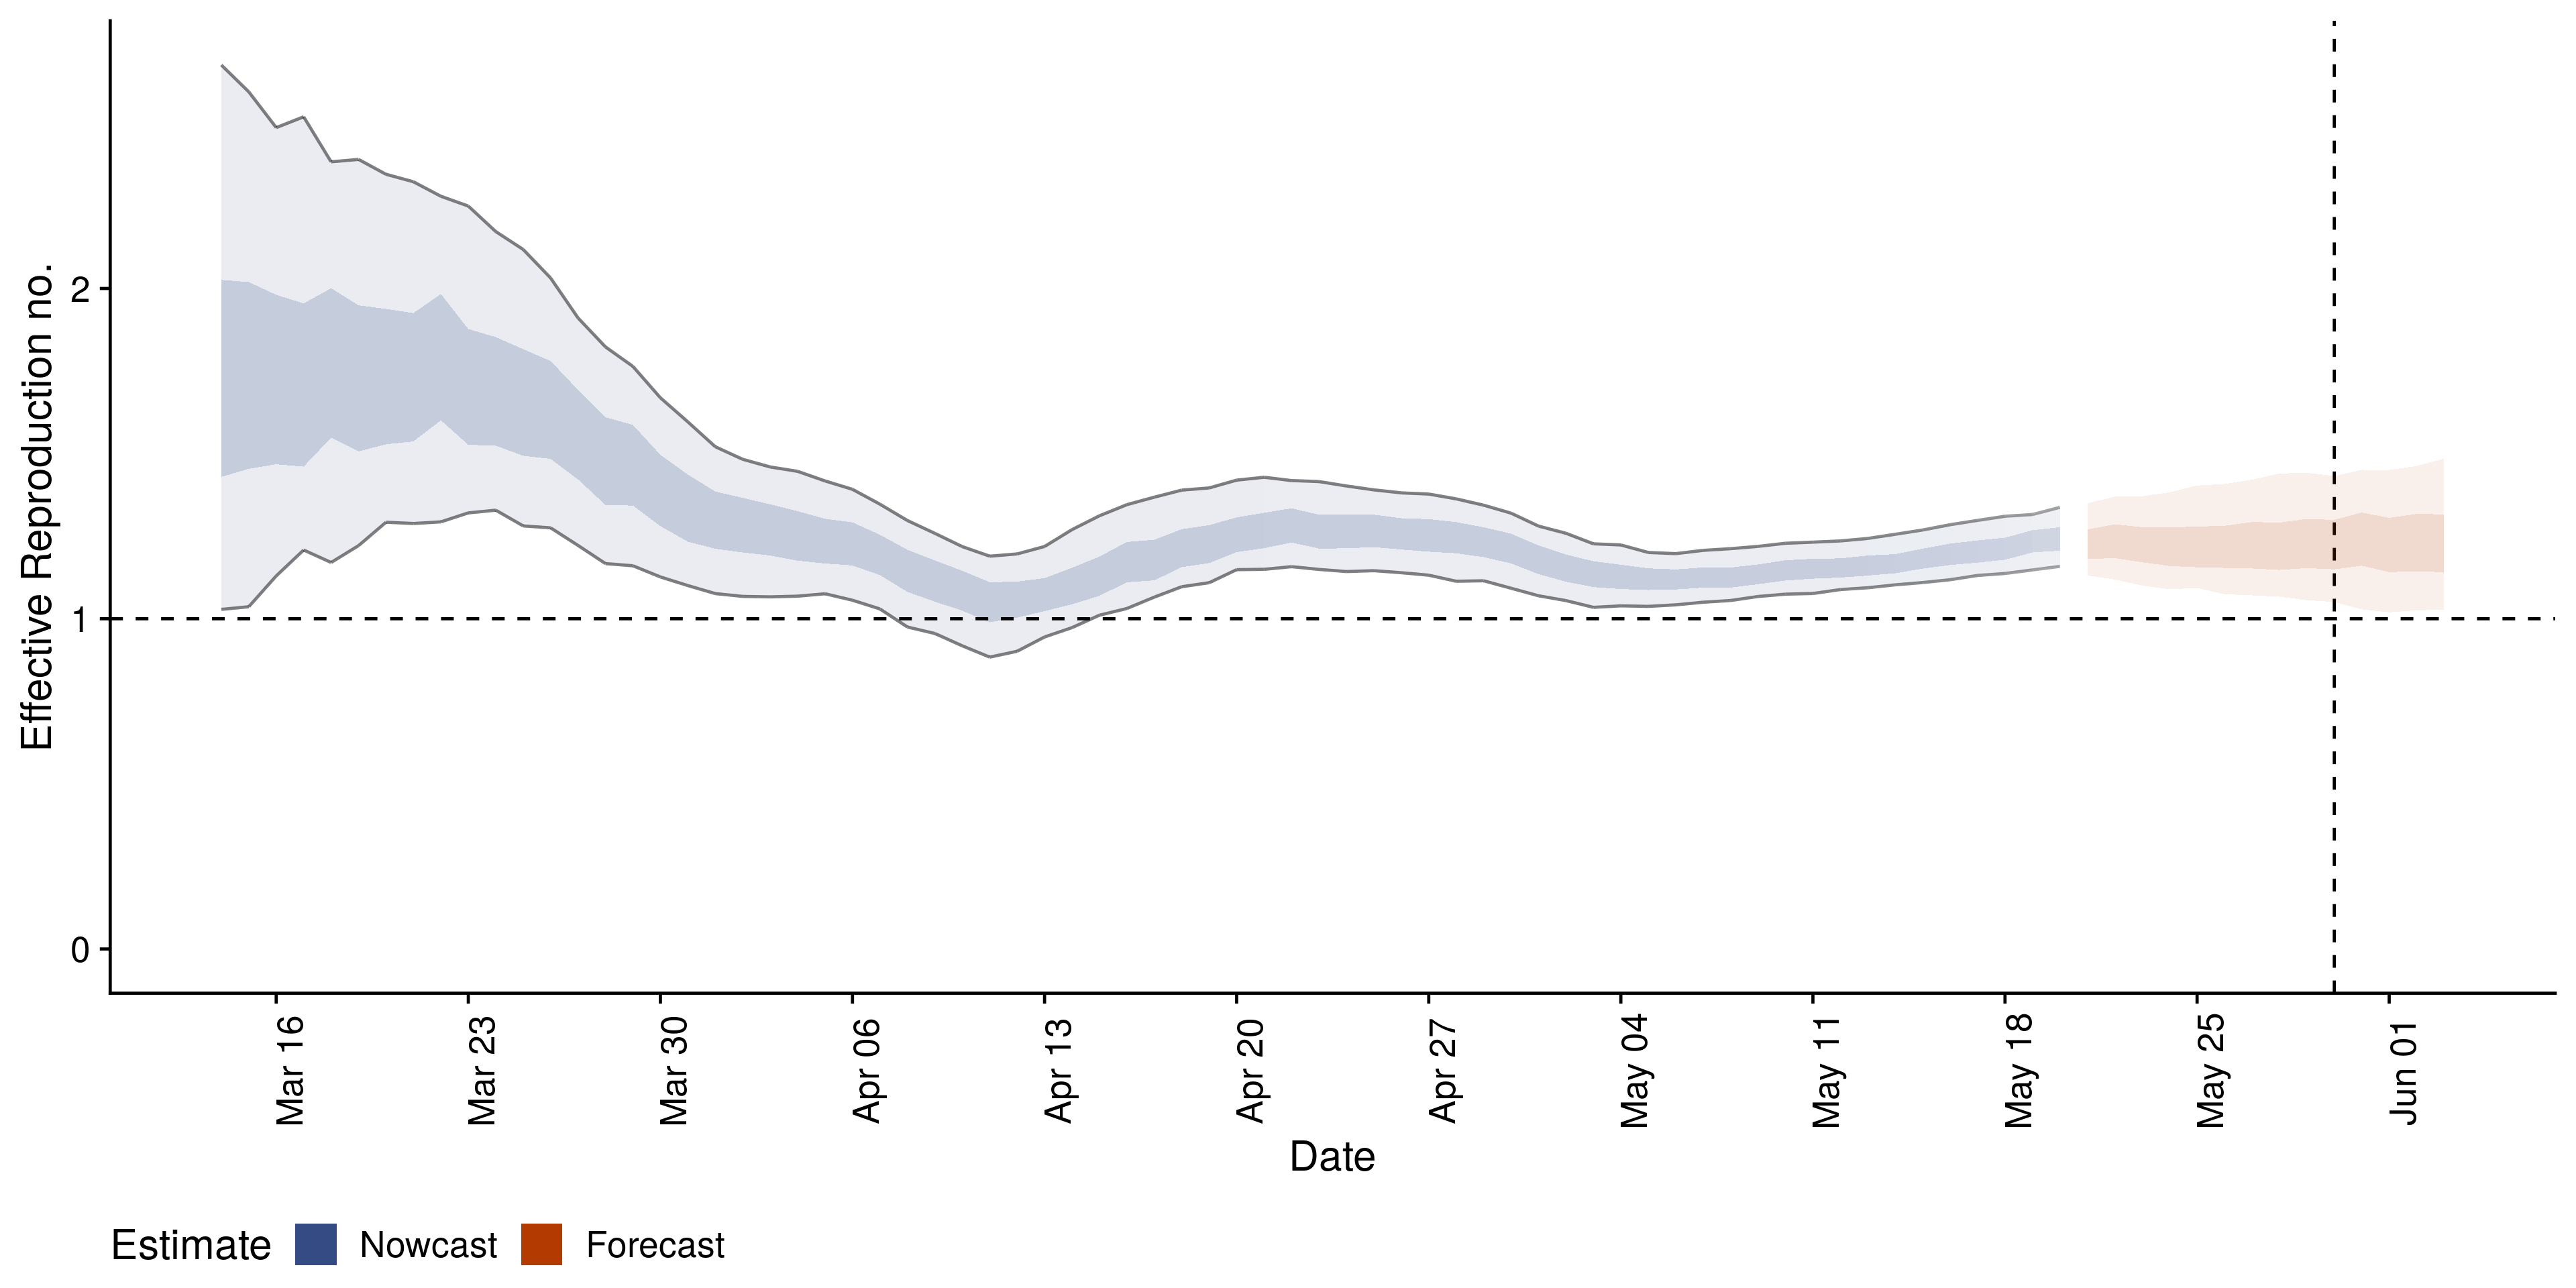 Effective Reproduction no.
2
1
0
Mar 16
Mar 23
Mar 30
Apr 06
Apr 13
Apr 20
Apr 27
May 04
May 11
May 18
May 25
Jun 01
Date
Estimate Nowcast Forecast